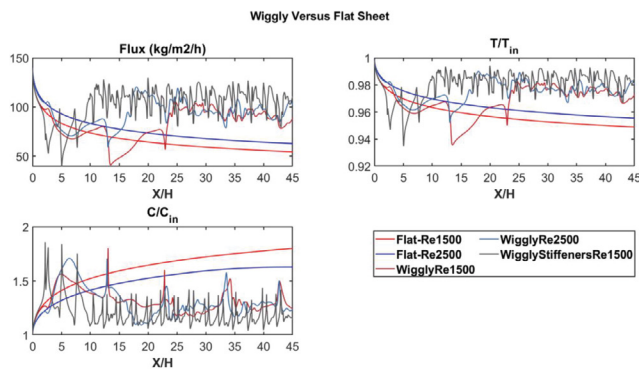 Wiggly Versus Flat Sheet
Flux (kg/m2/h)
150
100
50
0 5 10 15 20 25 30 35 40 45
X/H
T/Tin
1
0.98
0.96
0.94
0.92
0 5 10 15 20 25 30 35 40 45
X/H
C/Cin
2
1.5
1
0 5 10 15 20 25 30 35 40 45
X/H
Flat-Re1500
Flat-Re2500
WigglyRe1500
WigglyRe2500
WigglyStiffenersRe1500